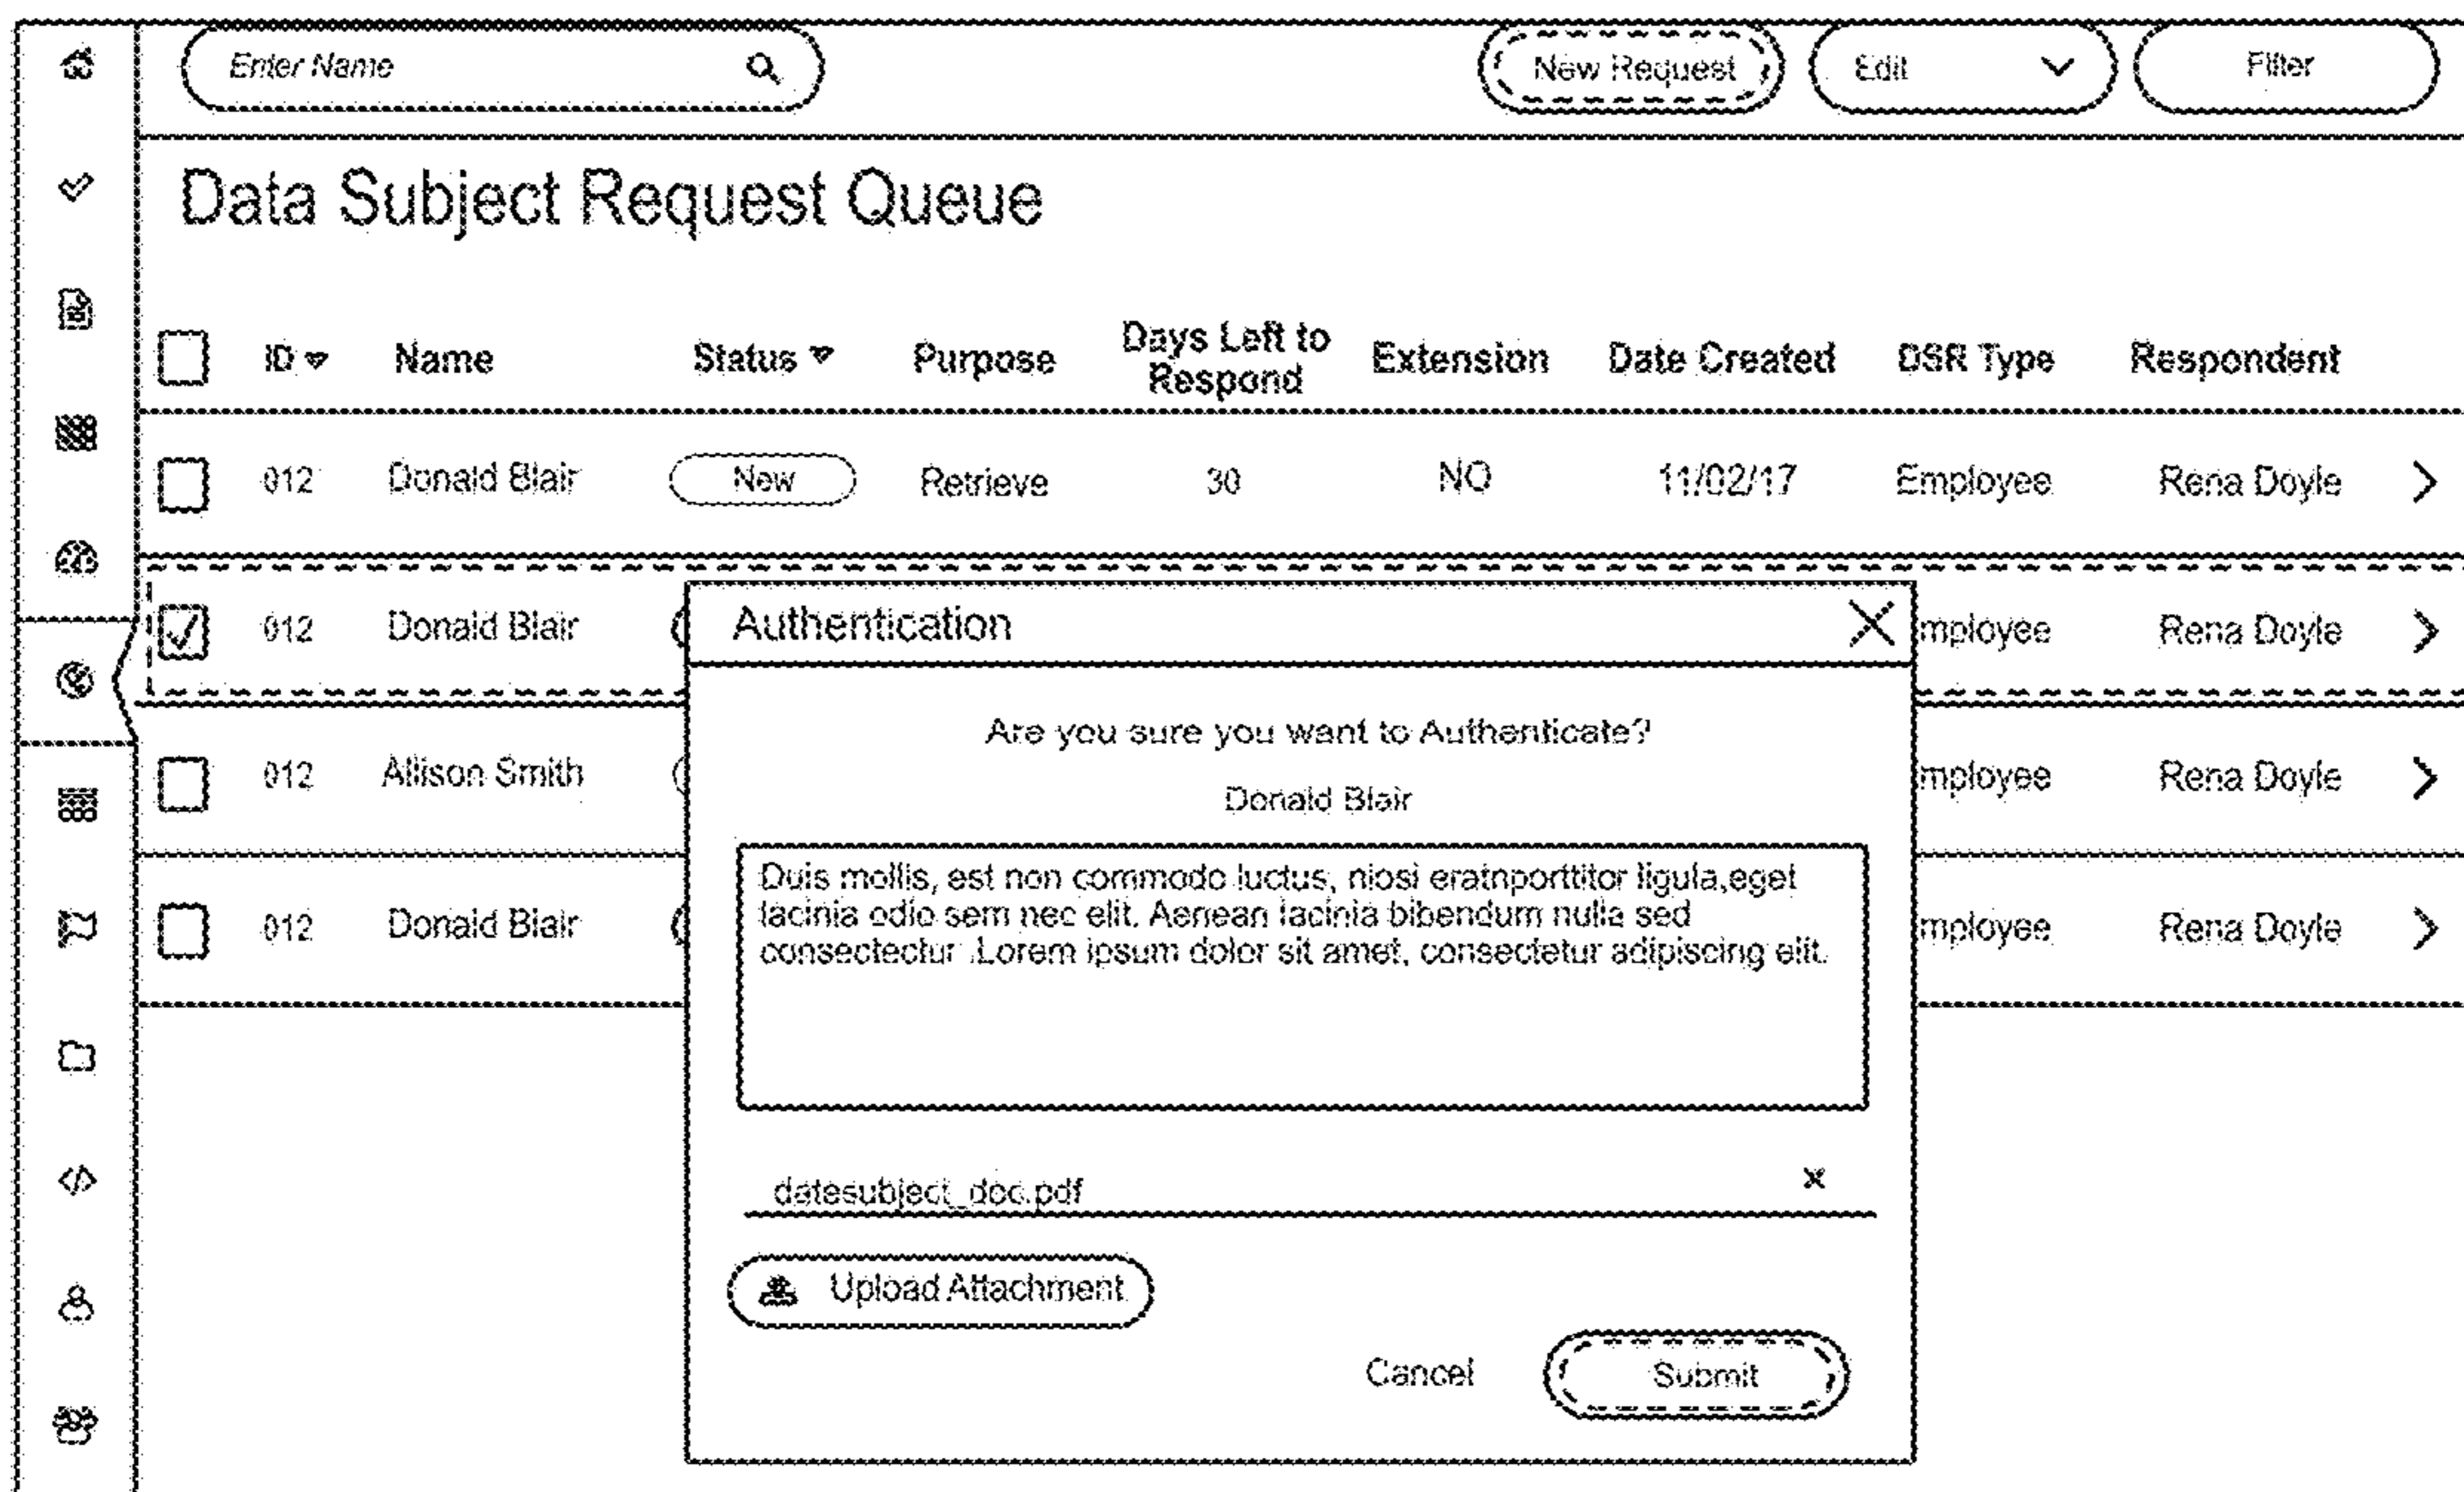 Enter Name
New Request
Edit
Filter
Data Subject Request Queue
ID Name Status Purpose Days Left to Respond Extension Date Created DSR Type Respondent
012 Donald Blair New Retrieve 30 NO 11/02/17 Employee Rena Doyle
012 Donald Blair mployee Rena Doyle
012 Allison Smith mployee Rena Doyle
012 Donald Blair mployee Rena Doyle
Authentication
Are you sure you want to Authenticate?
Donald Blair
Duis mollis, est non commodo luctus, niosi eratnporttitor ligula,eget
lacinia odio sem nec elit. Aenean lacinia bibendum nulla sed
consectectur .Lorem ipsum dolor sit amet, consectetur adipiscing elit.
datesubject_doc.pdf
Upload Attachment
Cancel
Submit